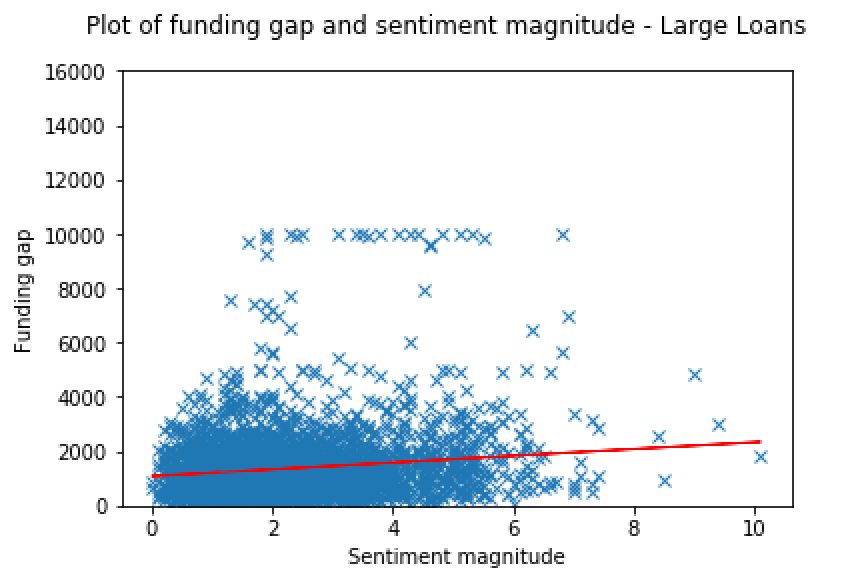 Plot of funding gap and sentiment magnitude - Large Loans
16000
14000
12000
10000
8000
6000
4000
2000
0
Funding gap
0 2 4 6 8 10
Sentiment magnitude